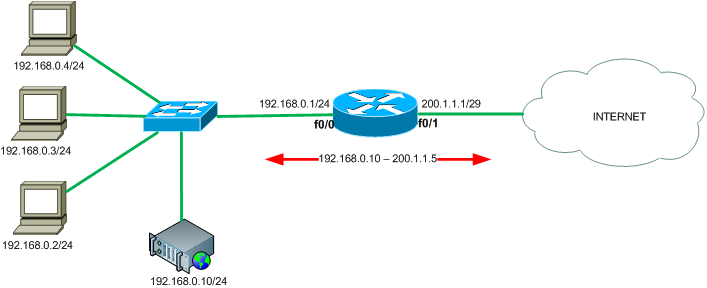 192.168.0.4/24
192.168.0.1/24
200.1.1.1/29
INTERNET
f0/0
f0/1
192.168.0.3/24
192.168.0.10 – 200.1.1.5
192.168.0.2/24
192.168.0.10/24